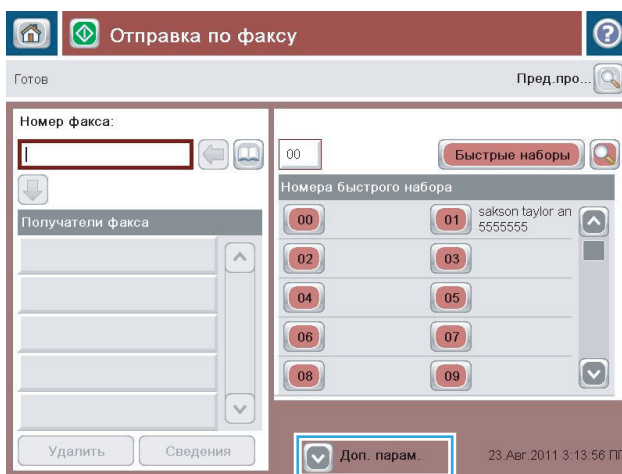 Отправка по факсу
?
Готов
Пред.про...
Номер факса:
00
Быстрые наборы
Номера быстрого набора
Получатели факса
00
01
sakson taylor an
5555555
02
03
04
05
06
07
08
09
Удалить
Сведения
Доп. парам.
23.Авг.2011 3:13:56 ПП